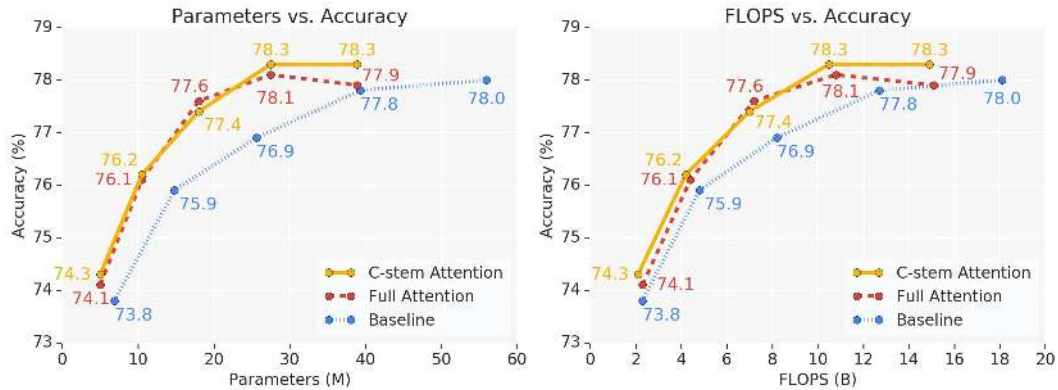 Parameters vs. Accuracy
79
78
77
76
75
74
73
Accuracy (%)
78.3 78.3
77.6 77.9
78.1
77.8 78.0
77.4
76.9
76.2
76.1
75.9
74.3
74.1
73.8
C-stem Attention
Full Attention
Baseline
0 10 20 30 40 50 60
Parameters (M)
FLOPS vs. Accuracy
79
78
77
76
75
74
73
Accuracy (%)
78.3 78.3
77.6 77.9
78.1
77.8 78.0
77.4
76.9
76.2
76.1
75.9
74.3
74.1
73.8
C-stem Attention
Full Attention
Baseline
0 2 4 6 8 10 12 14 16 18 20
FLOPS (B)